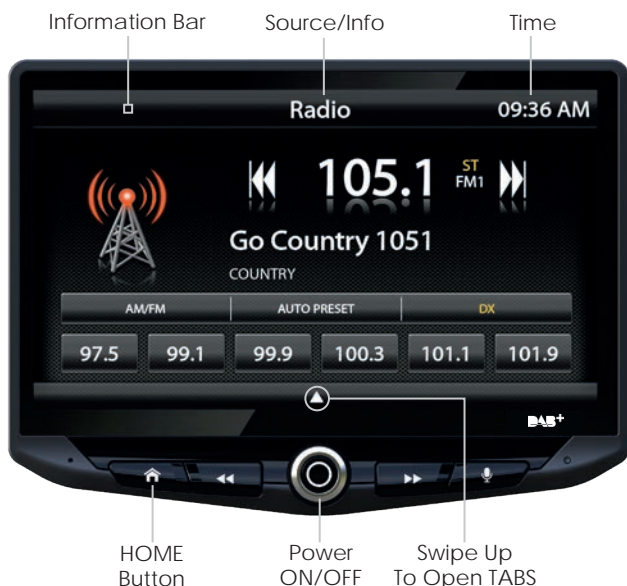 Information Bar Source/Info Time
Radio 09:36 AM
105.1 ST
FM1
Go Country 1051
COUNTRY
AM/FM AUTO PRESET DX
97.5 99.1 99.9 100.3 101.1 101.9
DAB+
HOME Power Swipe Up
Button ON/OFF To Open TABS